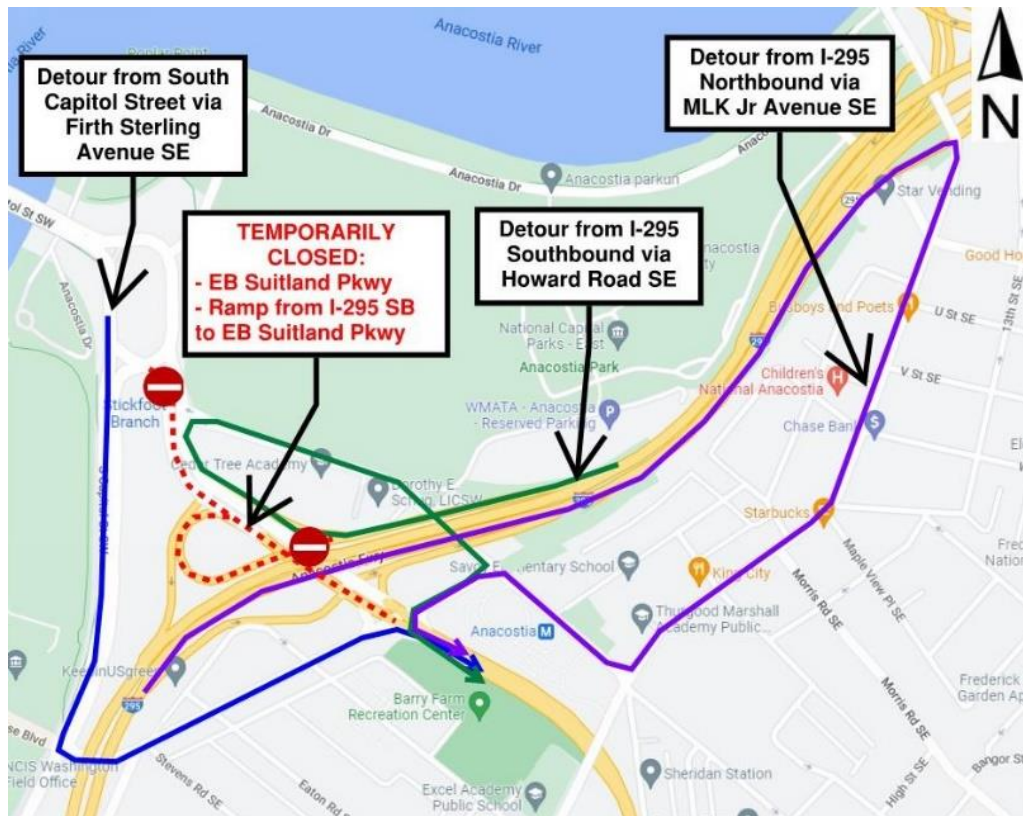 Anacostia River
Detour from South
Capitol Street via
Firth Sterling
Avenue SE
Detour from I-295
Northbound via
MLK Jr Avenue SE
N
Anacostia Dr
Anacostia Dr
Anacostia parkun
295
Star Vending
TEMPORARILY
CLOSED:
- EB Suitland Pkwy
- Ramp from I-295 SB
to EB Suitland Pkwy
Detour from I-295
Southbound via
Howard Road SE
Good Ho
13th St SE
Anacostia Dr
National Capital
Parks - East
Anacostia Park
Busboys and Poets
U St SE
V St SE
Children's
National Anacostia
Stickfoot
Branch
WMATA - Anacostia
- Reserved Parking
Chase Bank
Cedar Tree Academy
Dorothy E.
LICSW
Starbucks
Maple View Pl SE
Anacostia Fwy
Elementary School
King City
Morris Rd SE
Thurgood Marshall
Academy Public...
Anacostia M
295
Barry Farm
Recreation Center
Frederick
Garden Ap
Morris Rd SE
NCIS Washington
Field Office
Stevens Rd SE
Eaton Rd SE
Excel Academy
Public School
Sheridan Station
High St SE
Bangor St